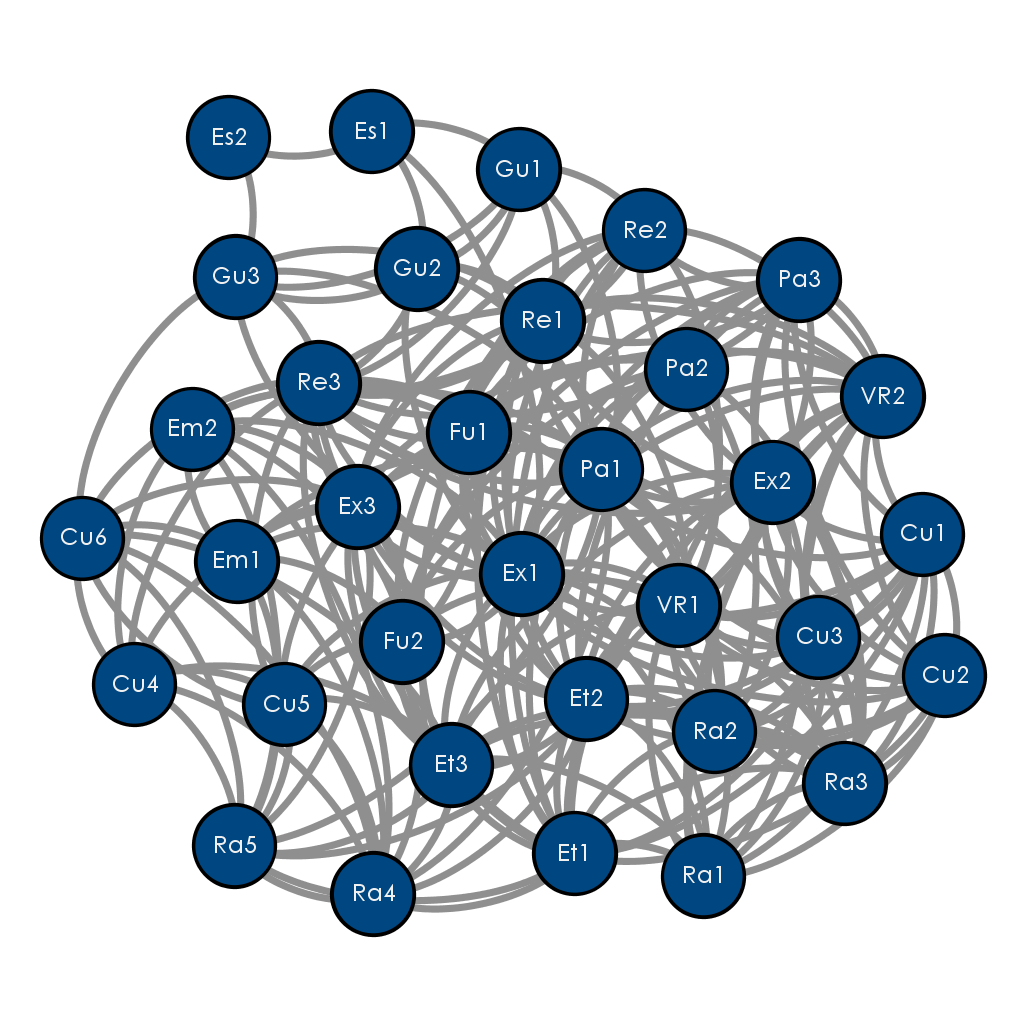 Es2
Es1
Gu1
Re2
Gu3
Gu2
Pa3
Re1
Re3
Pa2
VR2
Em2
Fu1
Pa1
Ex2
Ex3
Cu6
Em1
Ex1
Cu1
VR1
Fu2
Cu3
Cu4
Cu5
Et2
Cu2
Ra2
Et3
Ra3
Ra5
Ra4
Et1
Ra1